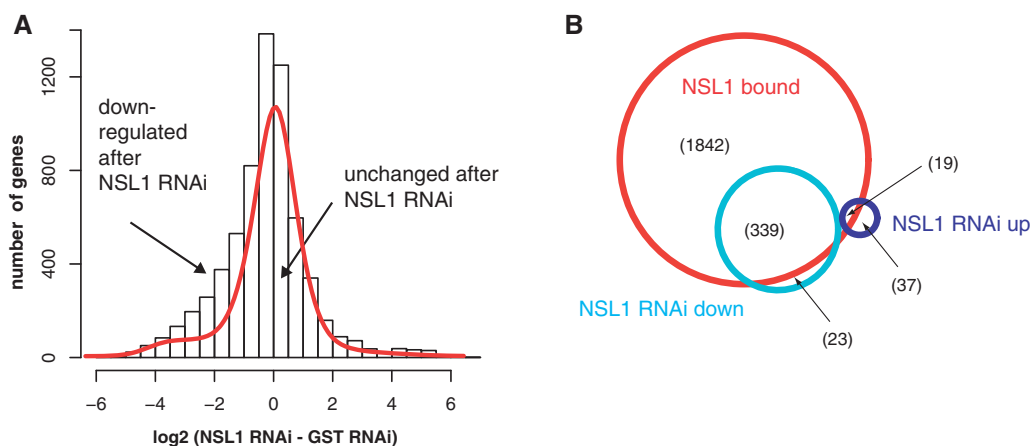 A
number of genes
0
400
800
1200
down-
regulated
after
NSL1 RNAi
unchanged after
NSL1 RNAi
−6
−4
−2
0
2
4
6
log2 (NSL1 RNAi - GST RNAi)
B
NSL1 bound
(1842)
(19)
(339)
NSL1 RNAi up
(37)
NSL1 RNAi down
(23)